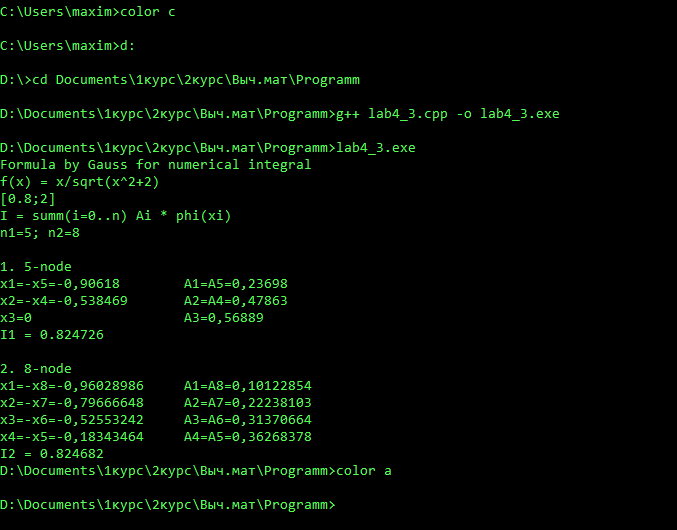 C:\Users\maxim>color c
C:\Users\maxim>d:
D:\>cd Documents\1курс\2курс\Выч.мат\Programm
D:\Documents\1курс\2курс\Выч.мат\Programm>g++ lab4_3.cpp -o lab4_3.exe
D:\Documents\1курс\2курс\Выч.мат\Programm>lab4_3.exe
Formula by Gauss for numerical integral
f(x) = x/sqrt(x^2+2)
[0.8;2]
I = summ(i=0..n) Ai * phi(xi)
n1=5; n2=8
1. 5-node
x1=-x5=-0,90618 A1=A5=0,23698
x2=-x4=-0,538469 A2=A4=0,47863
x3=0 A3=0,56889
I1 = 0.824726
2. 8-node
x1=-x8=-0,96028986 A1=A8=0,10122854
x2=-x7=-0,79666648 A2=A7=0,22238103
x3=-x6=-0,52553242 A3=A6=0,31370664
x4=-x5=-0,18343464 A4=A5=0,36268378
I2 = 0.824682
D:\Documents\1курс\2курс\Выч.мат\Programm>color a
D:\Documents\1курс\2курс\Выч.мат\Programm>